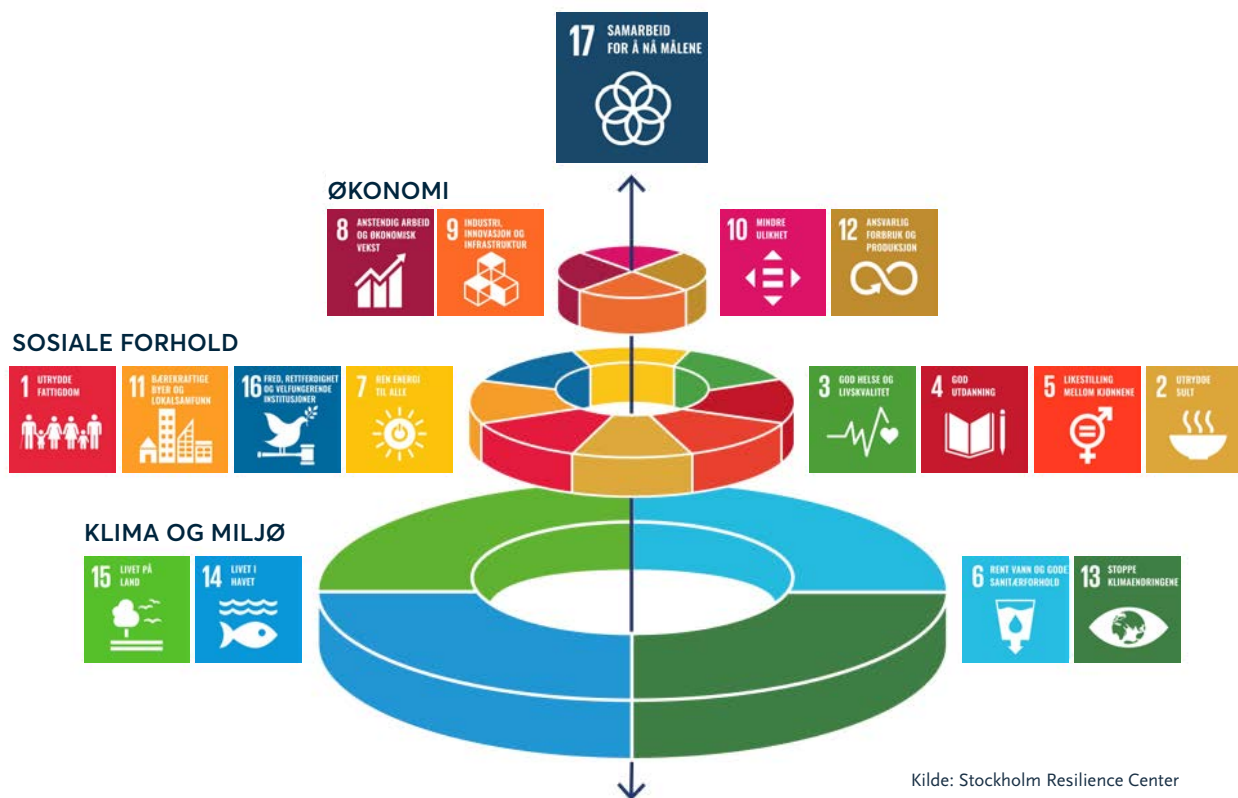 17 SAMARBEID
FOR Å NÅ MÅLENE
ØKONOMI
8 ANSTENDIG ARBEID
OG ØKONOMISK
VEKST
9 INDUSTRI,
INNOVASJON OG
INFRASTRUKTUR
10 MINDRE
ULIKHET
12 ANSVARLIG
FORBRUK OG
PRODUKSJON
SOSIALE FORHOLD
1 UTRYDDE
FATTIGDOM
11 BÆREKRAFTIGE
BYER OG
LOKALSAMFUNN
16 FRED, RETTFERDIGHET
OG VELFUNGERENDE
INSTITUSJONER
7 REN ENERGI
TIL ALLE
3 GOD HELSE OG
LIVSKVALITET
4 GOD
UTDANNING
5 LIKESTILLING
MELLOM KJØNNENE
2 UTRYDDE
SULT
KLIMA OG MILJØ
15 LIVET PÅ
LAND
14 LIVET I
HAVET
6 RENT VANN OG GODE
SANITÆRFORHOLD
13 STOPPE
KLIMAENDRINGENE
Kilde: Stockholm Resilience Center